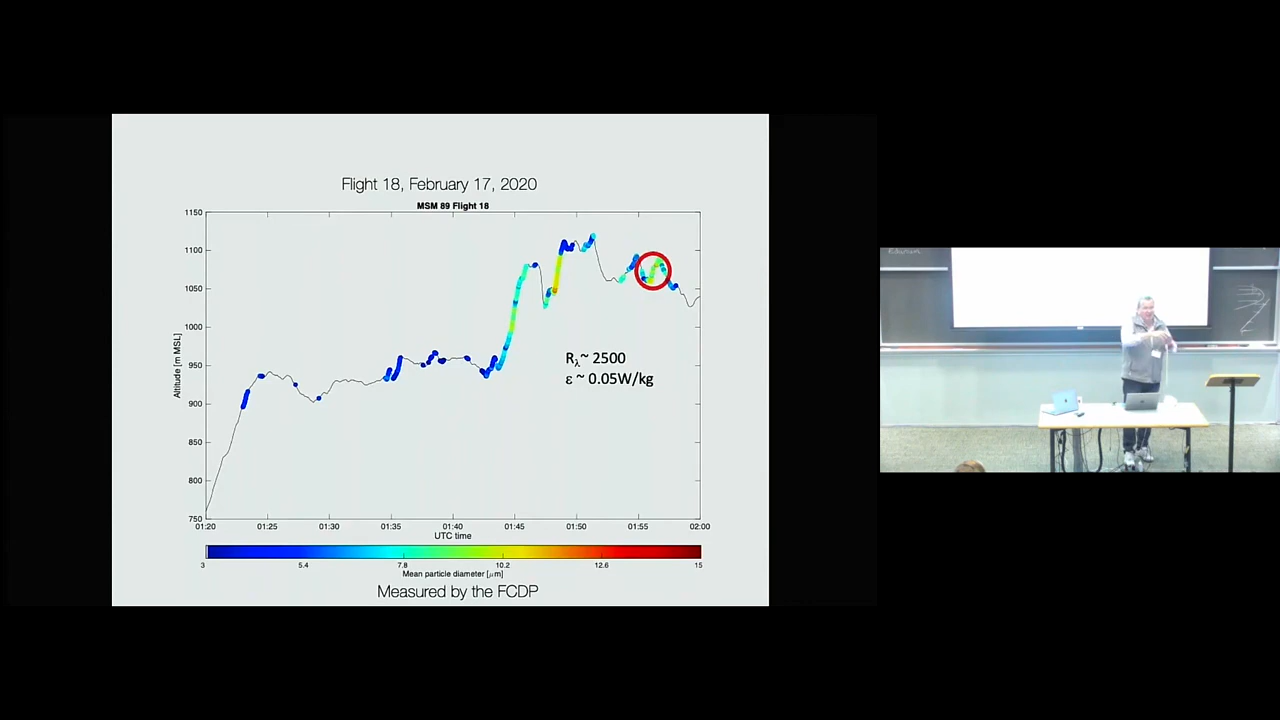 Flight 18, February 17, 2020
MSM 89 Flight 18
1150
1100
1050
1000
950
900
850
800
750
Altitude [m MSL]
Rλ~ 2500
ε ~ 0.05W/kg
01:20 01:25 01:30 01:35 01:40 01:45 01:50 01:55 02:00
UTC time
3 5.4 7.8 10.2 12.6 15
Mean particle diameter [μm]
Measured by the FCDP